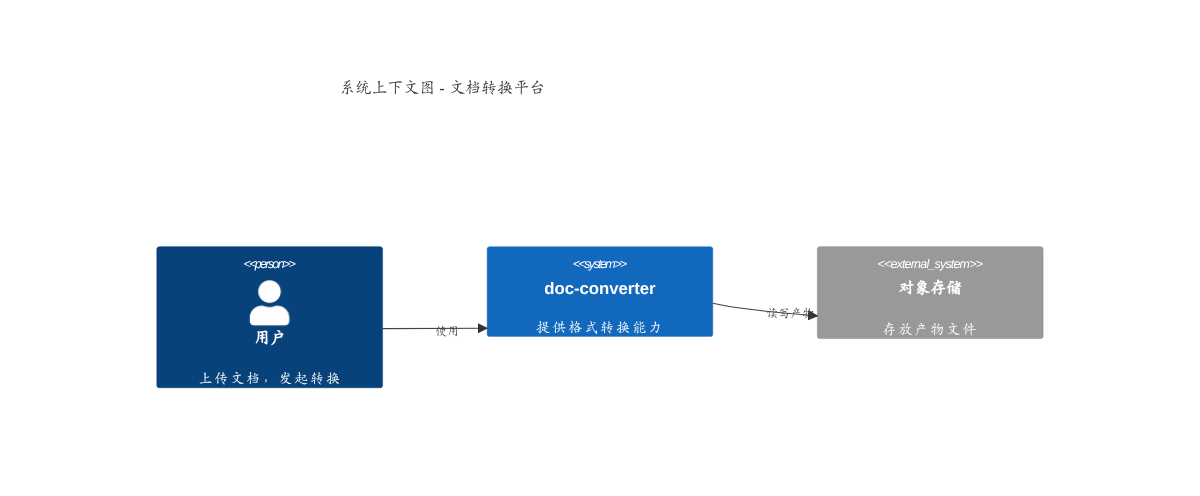 系统上下文图 - 文档转换平台
<<person>>
用户
上传文档，发起转换
使用
<<system>>
doc-converter
提供格式转换能力
读写产物
<<external_system>>
对象存储
存放产物文件